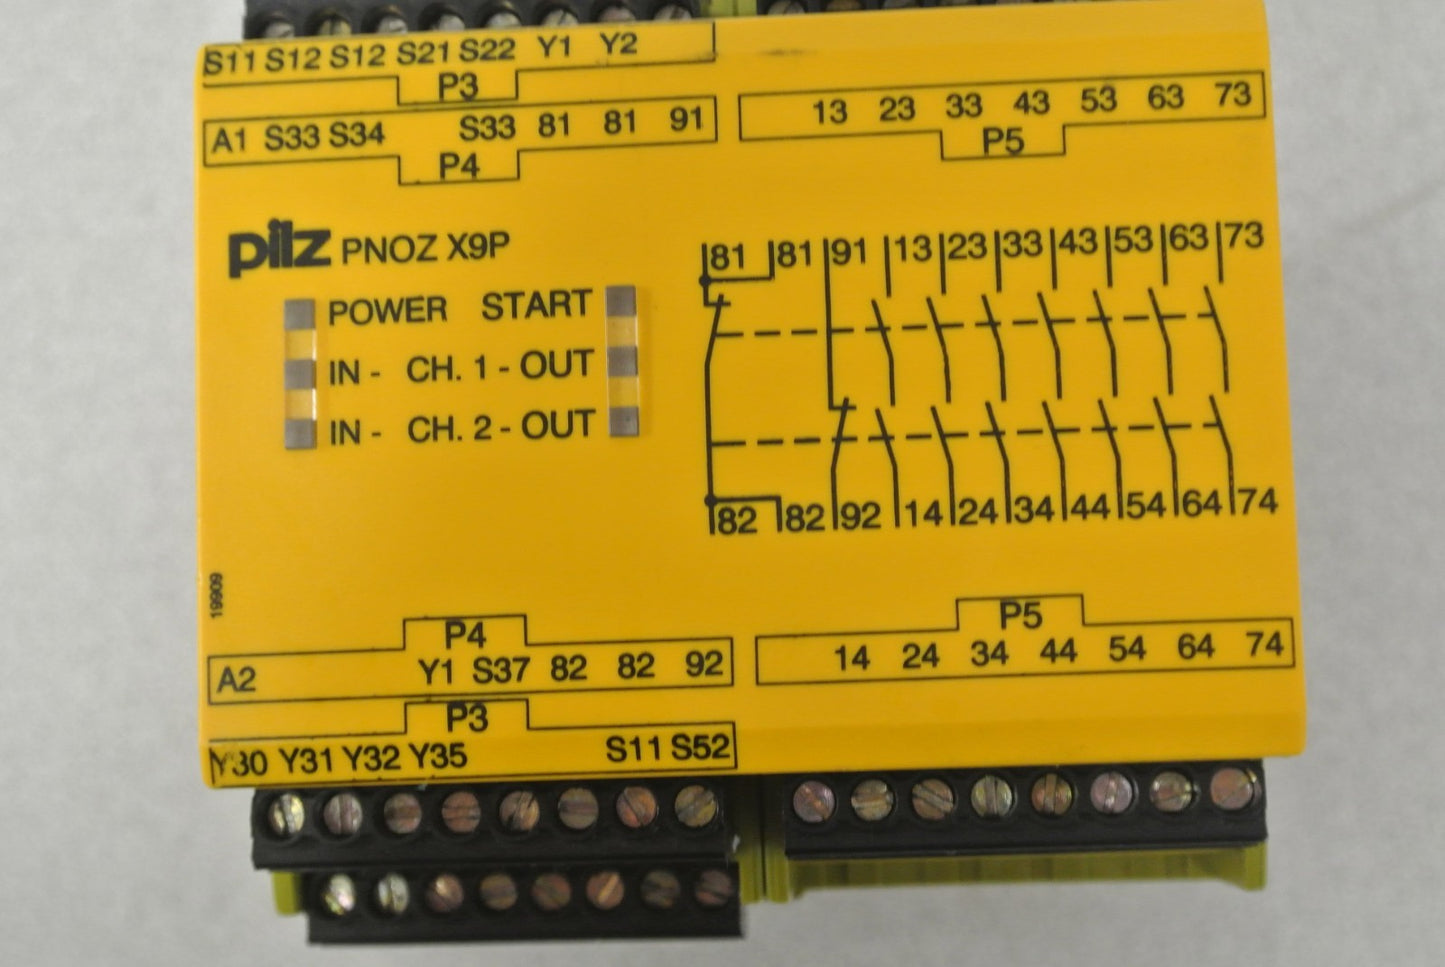 S11 S12 S12 S21 S22 Y1 Y2
P3
A1 S33 S34 S33 81 81 91
P4
13 23 33 43 53 63 73
P5
pilz PNOZ X9P
POWER START
IN - CH. 1 - OUT
IN - CH. 2 - OUT
81 81 91 13 23 33 43 53 63 73
82 82 92 14 24 34 44 54 64 74
19909
P4
A2 Y1 S37 82 82 92
P3
Y30 Y31 Y32 Y35 S11 S52
P5
14 24 34 44 54 64 74